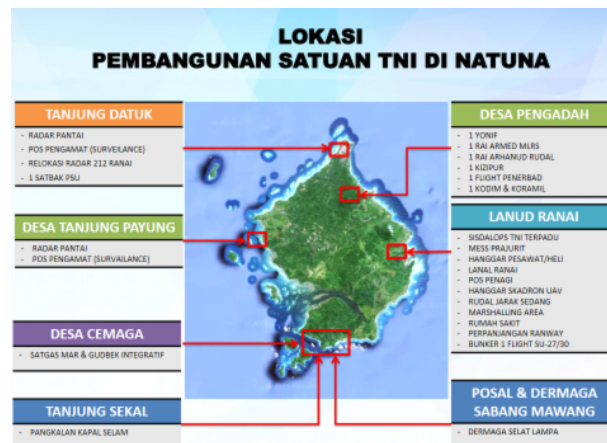 LOKASI
PEMBANGUNAN SATUAN TNI DI NATUNA
TANJUNG DATUK
- RADAR PANTAI
- POS PENGAMAT (SURVEILANCE)
- RELOKASI RADAR 212 RANAI
- 1 SATBAK PSU
DESA TANJUNG PAYUNG
- RADAR PANTAI
- POS PENGAMAT (SURVAILANCE)
DESA CEMAGA
- SATGAS MAR & GUDBEK INTEGRATIF
TANJUNG SEKAL
- PANGKALAN KAPAL SELAM
DESA PENGADAH
- 1 YONIF
- 1 RAI ARMED MLRS
- 1 RAI ARHANUD RUDAL
- 1 KIZIPUR
- 1 FLIGHT PENERBAD
- 1 KODIM & KORAMIL
LANUD RANAI
- SISDALOPS TNI TERPADU
- MESS PRAJURIT
- HANGGAR PESAWAT/HELI
- LANAL RANAI
- POS PENAGI
- HANGGAR SKADRON UAV
- RUDAL JARAK SEDANG
- MARSHALLING AREA
- RUMAH SAKIT
- PERPANJANGAN RANWAY
- BUNKER 1 FLIGHT SU-27/30
POSAL & DERMAGA
SABANG MAWANG
- DERMAGA SELAT LAMPA